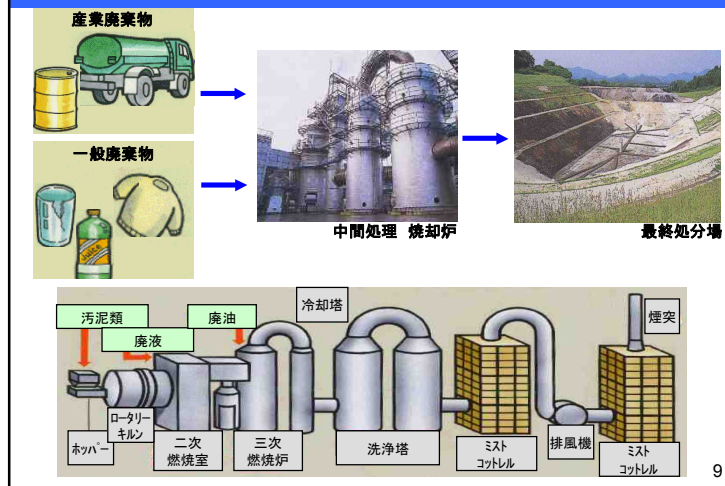 産業廃棄物
一般廃棄物
Juice
中間処理 焼却炉
最終処分場
汚泥類
廃液
廃油
冷却塔
煙突
ホッパー
ロータリー
キルン
二次
燃焼室
三次
燃焼炉
洗浄塔
ミスト
コットレル
排風機
ミスト
コットレル
9